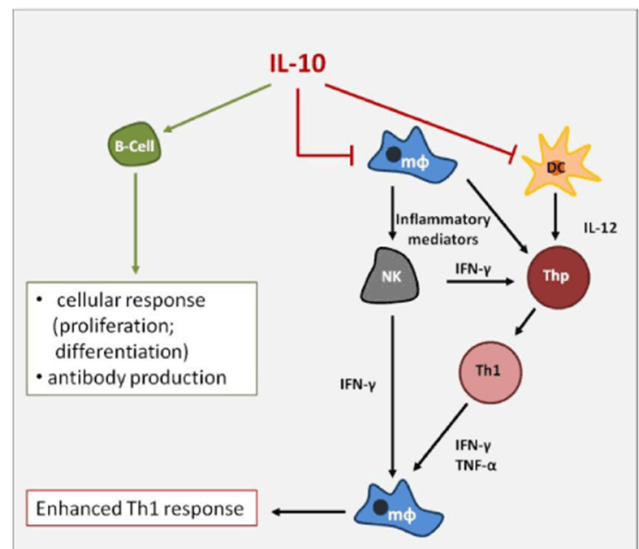 IL-10
B-Cell
mϕ
DC
Inflammatory
mediators
IL-12
NK
IFN-γ
Thp
• cellular response
(proliferation;
differentiation)
• antibody production
Th1
IFN-γ
IFN-γ
TNF-α
Enhanced Th1 response
mϕ